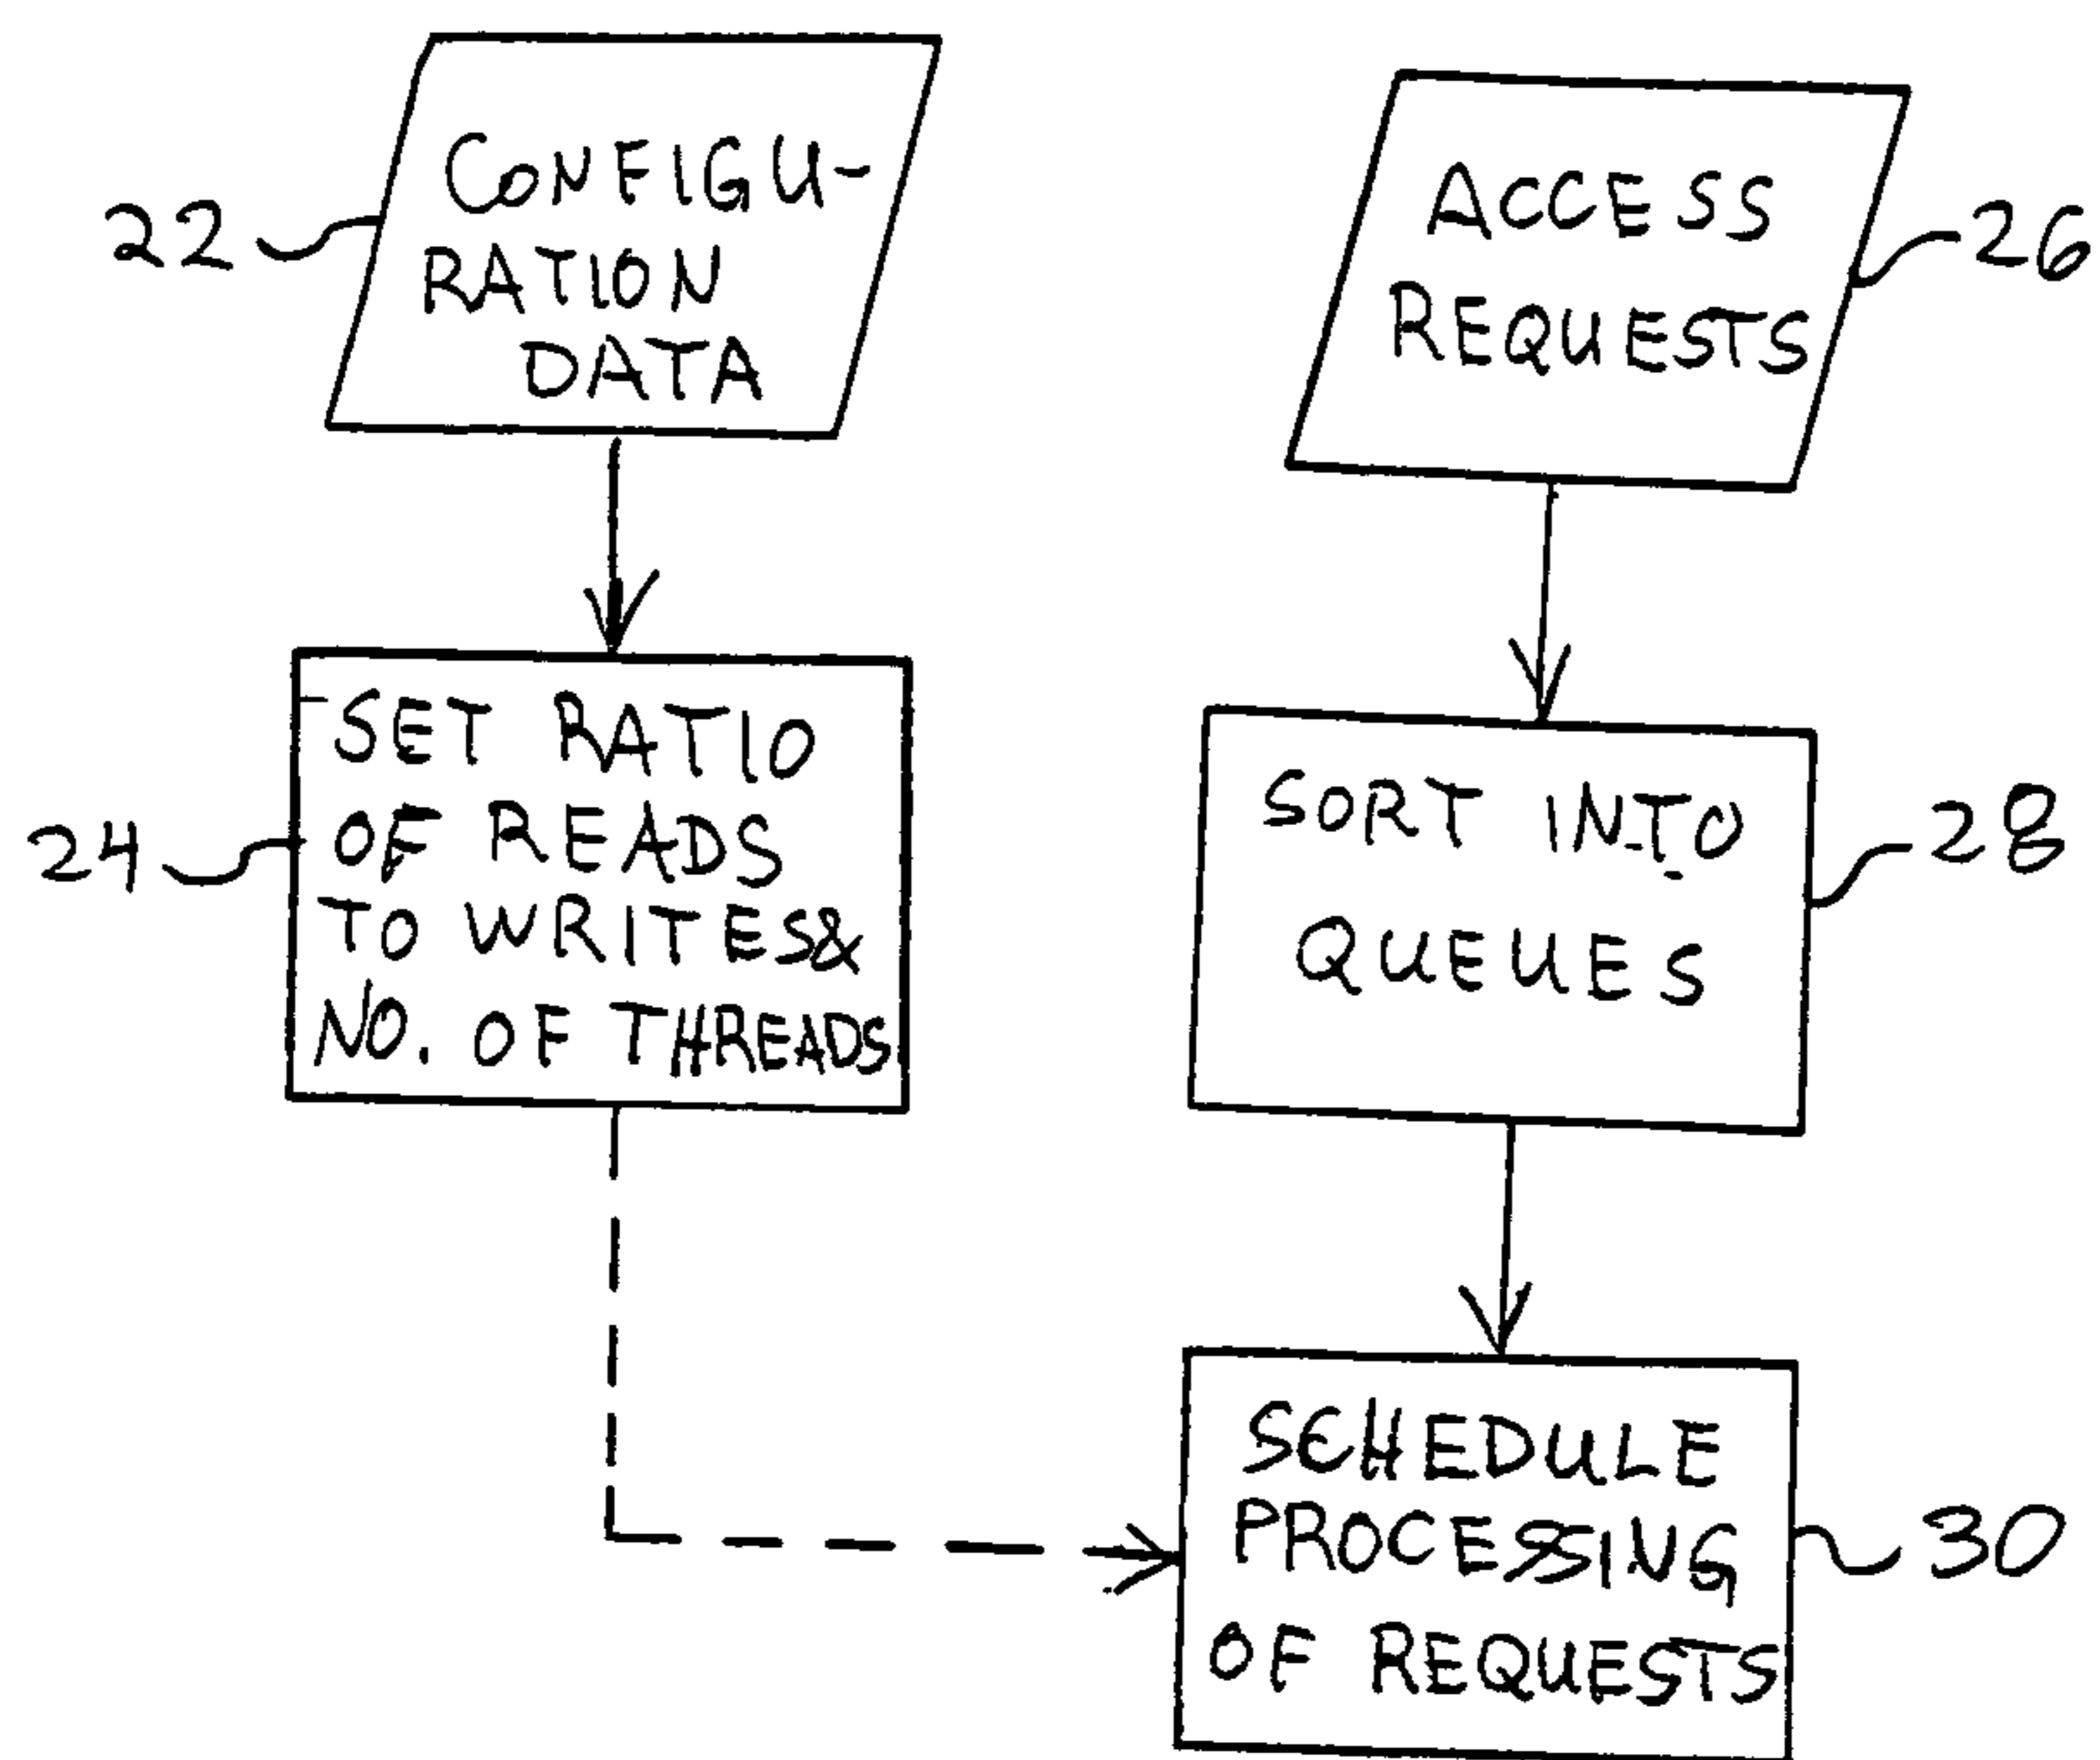 22
CONFIGU-
RATION
DATA
ACCESS
REQUESTS
26
24
SET RATIO
OF READS
TO WRITES&
NO. OF THREADS
SORT INTO
QUEUES
28
SCHEDULE
PROCESSING
OF REQUESTS
30